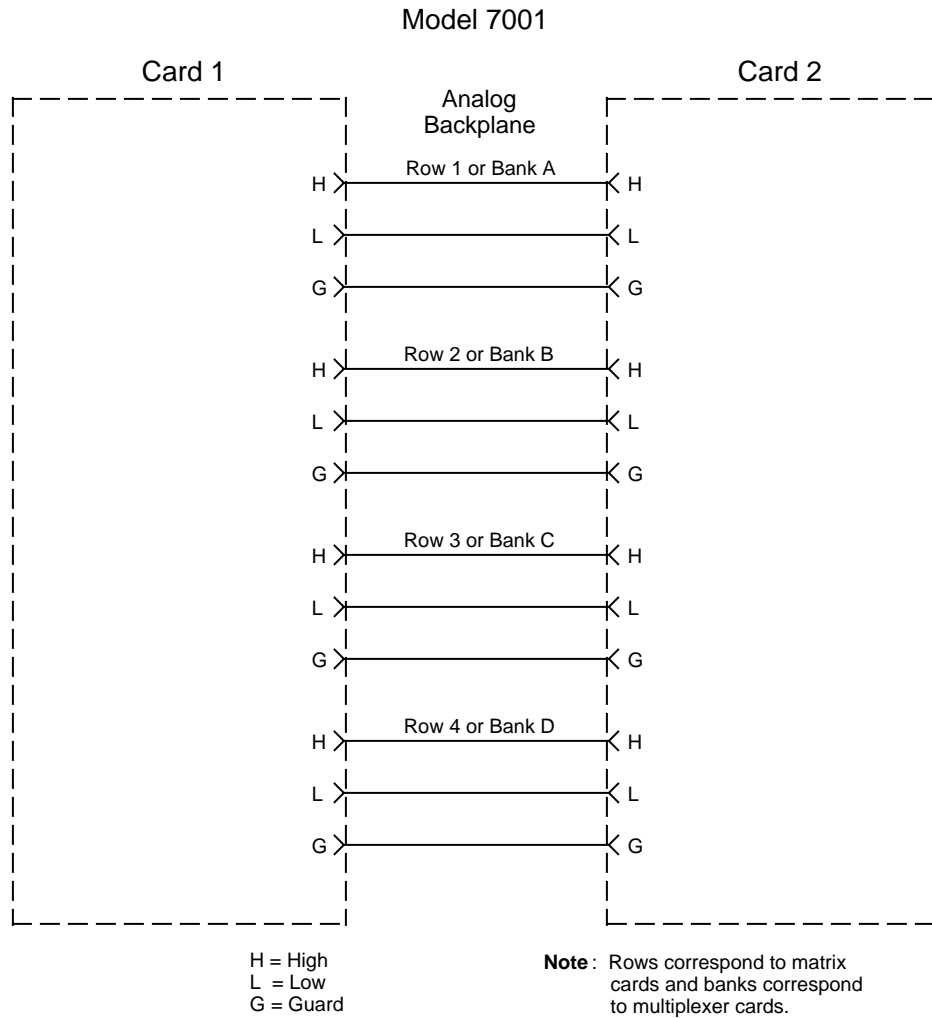 Model 7001
Card 1
Card 2
Analog
Backplane
Row 1 or Bank A
H H
L L
G G
Row 2 or Bank B
H H
L L
G G
Row 3 or Bank C
H H
L L
G G
Row 4 or Bank D
H H
L L
G G
H = High
L = Low
G = Guard
Note : Rows correspond to matrix
cards and banks correspond
to multiplexer cards.